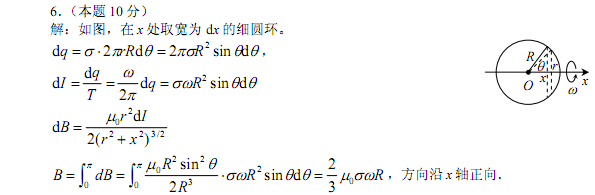 6．（本题 10 分）
解：如图，在 x 处取宽为 dx 的细圆环。
dq = σ·2πrRdθ = 2πσR² sin θdθ，
dI = dq/T = ω/2π dq = σωR² sin θdθ
dB = μ₀r²dI / 2(r² + x²)^{3/2}
B = ∫₀^π dB = ∫₀^π μ₀R² sin² θ / 2R³ · σωR² sin θdθ = 2/3 μ₀σωR ，方向沿 x 轴正向．
R θ r
O x x
ω